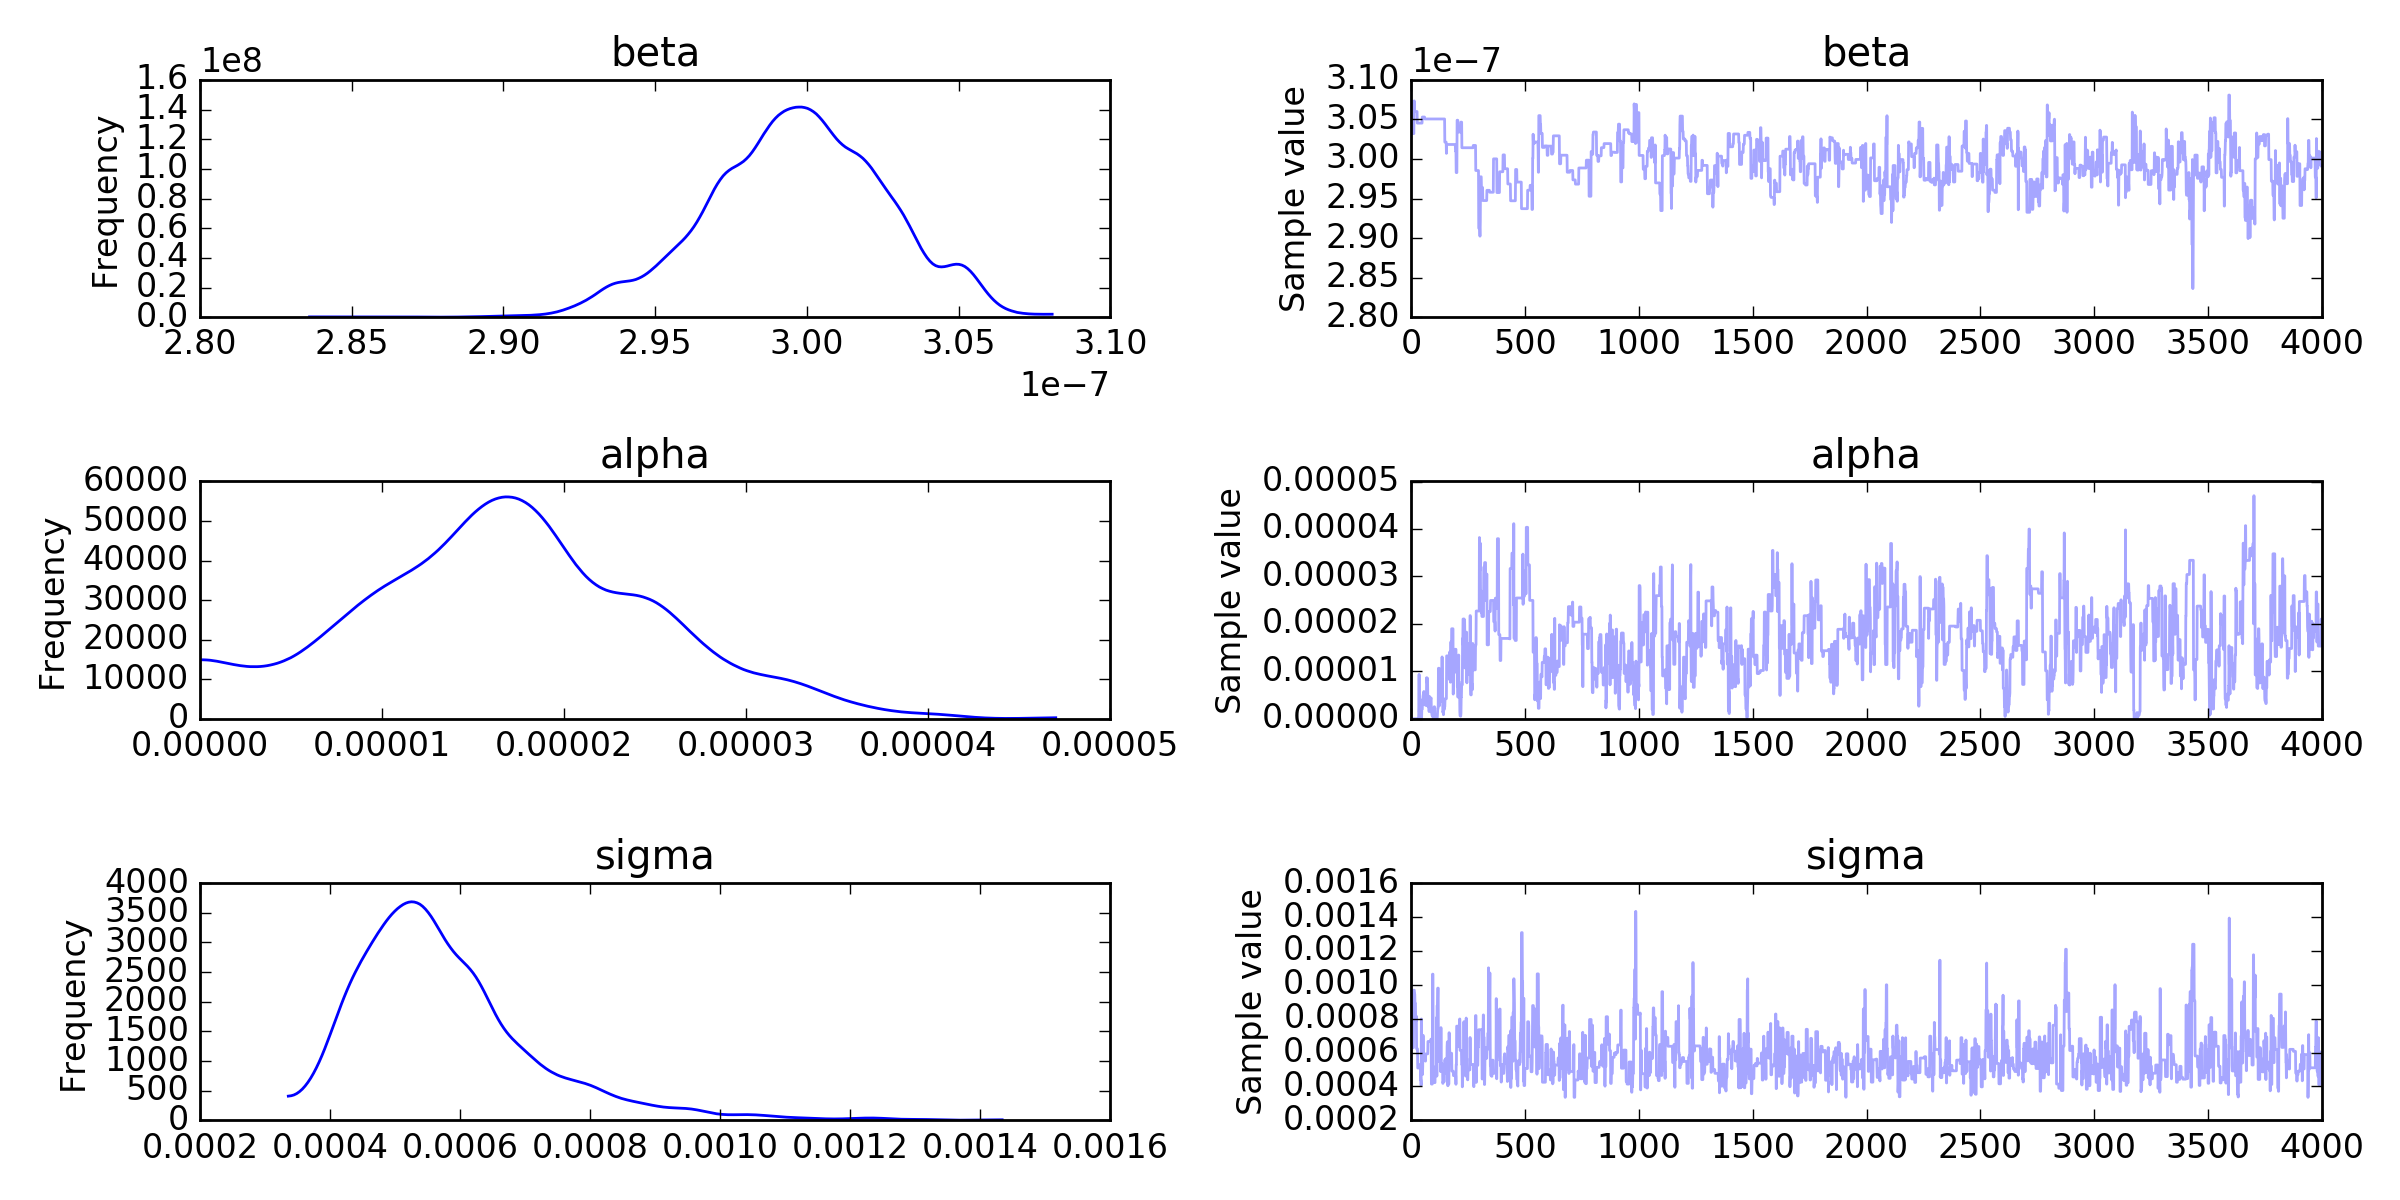 beta
1e8
Frequency
1.6
1.4
1.2
1.0
0.8
0.6
0.4
0.2
0.0
2.80 2.85 2.90 2.95 3.00 3.05 3.10
1e−7
beta
1e−7
Sample value
3.10
3.05
3.00
2.95
2.90
2.85
2.80
0 500 1000 1500 2000 2500 3000 3500 4000
alpha
Frequency
60000
50000
40000
30000
20000
10000
0
0.00000 0.00001 0.00002 0.00003 0.00004 0.00005
alpha
Sample value
0.00005
0.00004
0.00003
0.00002
0.00001
0.00000
0 500 1000 1500 2000 2500 3000 3500 4000
sigma
Frequency
4000
3500
3000
2500
2000
1500
1000
500
0
0.0002 0.0004 0.0006 0.0008 0.0010 0.0012 0.0014 0.0016
sigma
Sample value
0.0016
0.0014
0.0012
0.0010
0.0008
0.0006
0.0004
0.0002
0 500 1000 1500 2000 2500 3000 3500 4000